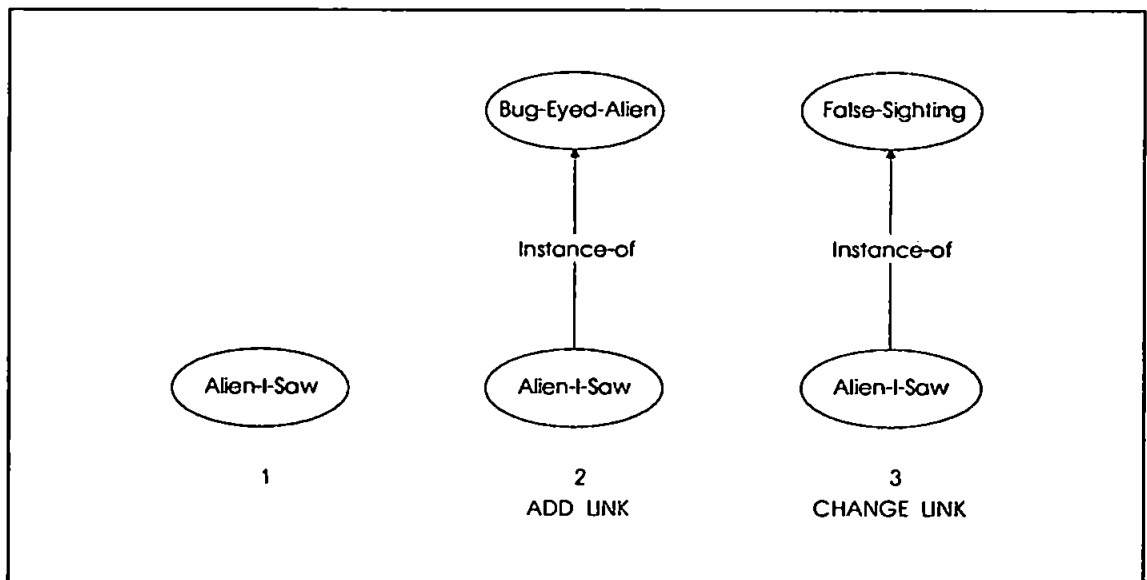 Bug-Eyed-Alien False-Sighting
Instance-of Instance-of
Alien-I-Saw Alien-I-Saw Alien-I-Saw
1 2 3
ADD LINK CHANGE LINK